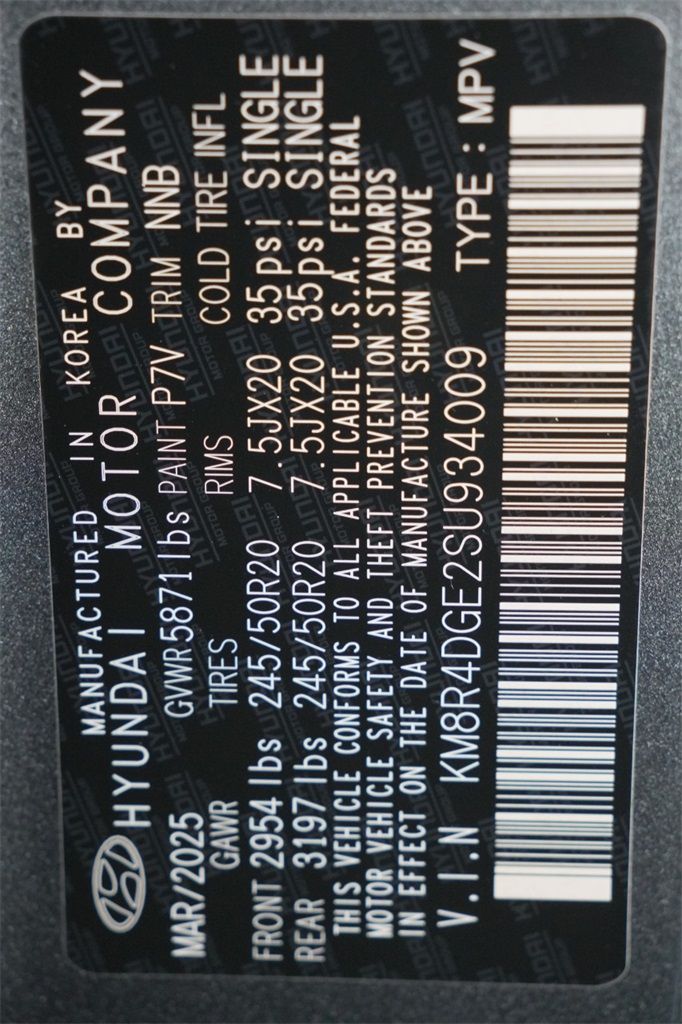 MANUFACTURED IN KOREA BY
HYUNDAI MOTOR COMPANY
MAR/2025 GVWR5871lbs PAINT P7V TRIM NNB
GAWR TIRES RIMS COLD TIRE INFL
FRONT 2954 lbs 245/50R20 7.5JX20 35psi SINGLE
REAR 3197 lbs 245/50R20 7.5JX20 35psi SINGLE
THIS VEHICLE CONFORMS TO ALL APPLICABLE U.S.A. FEDERAL
MOTOR VEHICLE SAFETY AND THEFT PREVENTION STANDARDS
IN EFFECT ON THE DATE OF MANUFACTURE SHOWN ABOVE
V.I.N KM8R4DGE2SU934009 TYPE : MPV